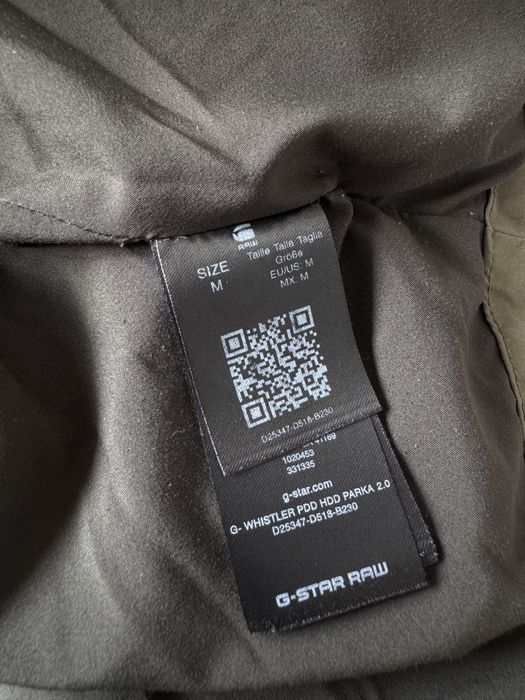 RAW
SIZE
M
Taille Talla Taglia
Größe
EU/US: M
MX: M
D25347-D518-B230
1020453
331335
g-star.com
G- WHISTLER PDD HDD PARKA 2.0
D25347-D518-B230
G-STAR RAW